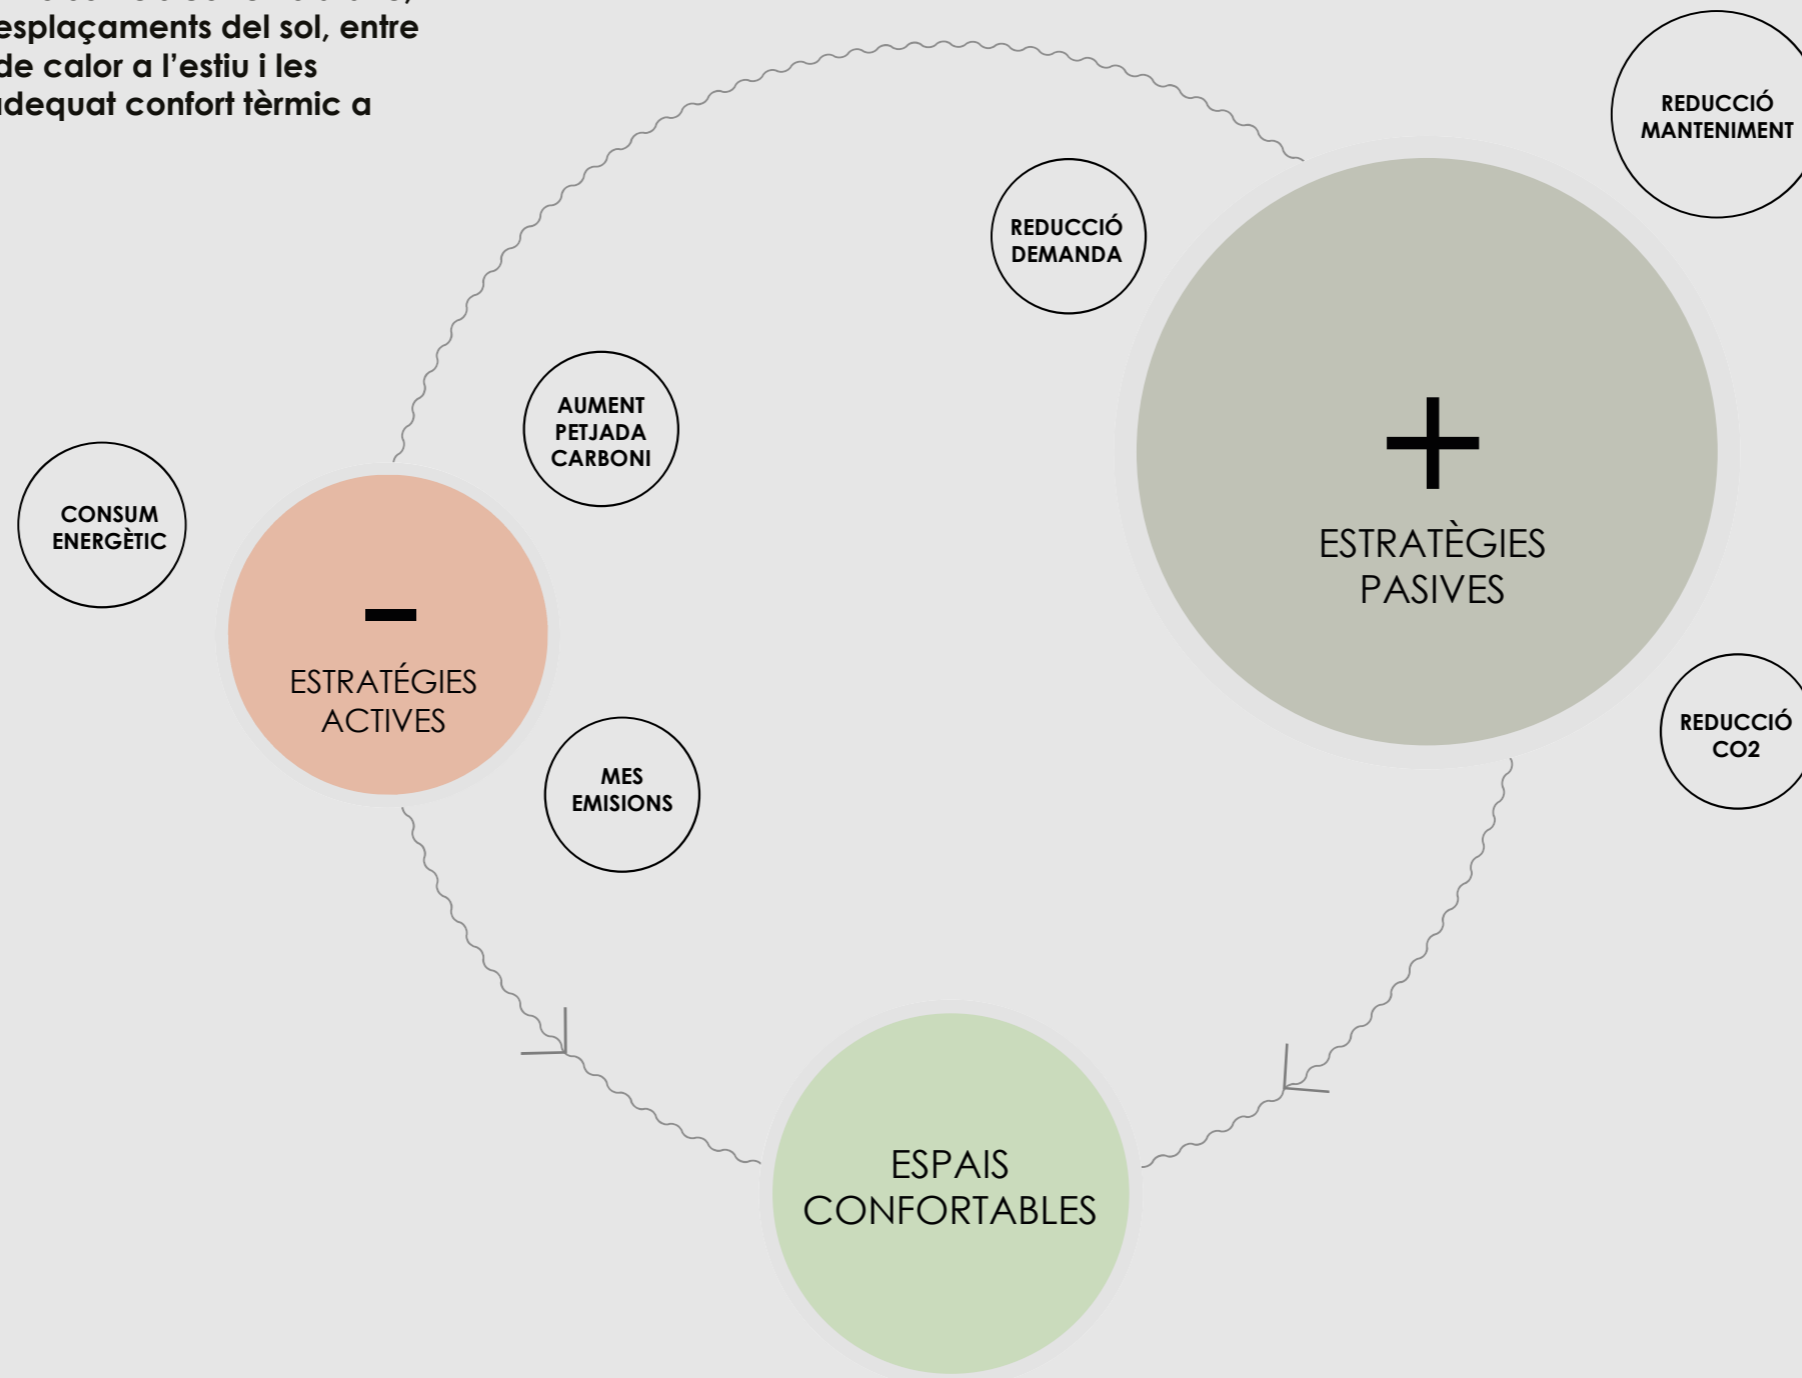 esplaçaments del sol, entre
de calor a l'estiu i les
adequat confort tèrmic a
REDUCCIÓ
MANTENIMENT
REDUCCIÓ
DEMANDA
AUMENT
PETJADA
CARBONI
CONSUM
ENERGÈTIC
+
ESTRATÈGIES
PASIVES
-
ESTRATÉGIES
ACTIVES
REDUCCIÓ
CO2
MES
EMISIONS
ESPAIS
CONFORTABLES